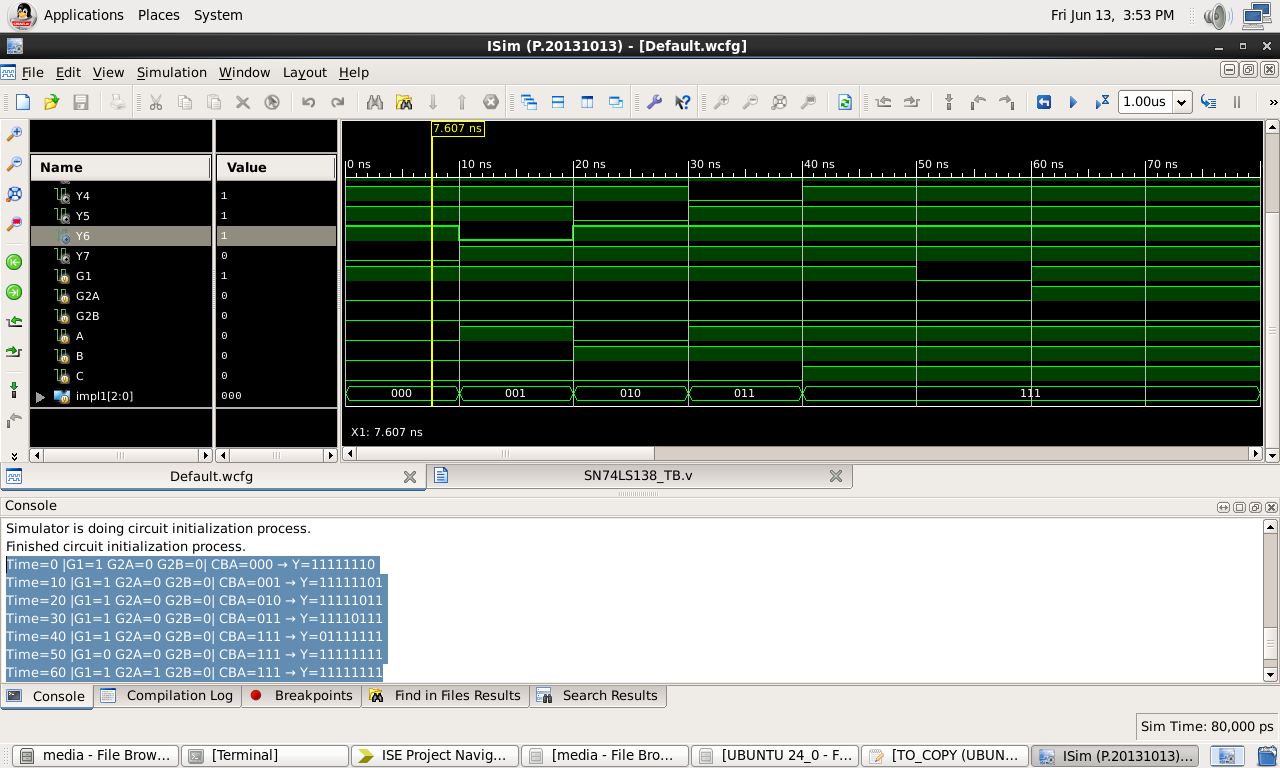 Applications Places System Fri Jun 13, 3:53 PM
ISim (P.20131013) - [Default.wcfg]
File Edit View Simulation Window Layout Help
1.00us
»
7.607 ns
Name Value
0 ns 10 ns 20 ns 30 ns 40 ns 50 ns 60 ns 70 ns
Y4 1
Y5 1
Y6 1
Y7 0
G1 1
G2A 0
G2B 0
A 0
B 0
C 0
impl1[2:0] 000 000 001 010 011 111
X1: 7.607 ns
Default.wcfg SN74LS138_TB.v
Console
Simulator is doing circuit initialization process.
Finished circuit initialization process.
Time=0 |G1=1 G2A=0 G2B=0| CBA=000 → Y=11111110
Time=10 |G1=1 G2A=0 G2B=0| CBA=001 → Y=11111101
Time=20 |G1=1 G2A=0 G2B=0| CBA=010 → Y=11111011
Time=30 |G1=1 G2A=0 G2B=0| CBA=011 → Y=11110111
Time=40 |G1=1 G2A=0 G2B=0| CBA=111 → Y=01111111
Time=50 |G1=0 G2A=0 G2B=0| CBA=111 → Y=11111111
Time=60 |G1=1 G2A=1 G2B=0| CBA=111 → Y=11111111
Console Compilation Log Breakpoints Find in Files Results Search Results
Sim Time: 80,000 ps
media - File Brow... [Terminal] ISE Project Navig... [media - File Bro... [UBUNTU 24_0 - F... [TO_COPY (UBUN... ISim (P.20131013)...